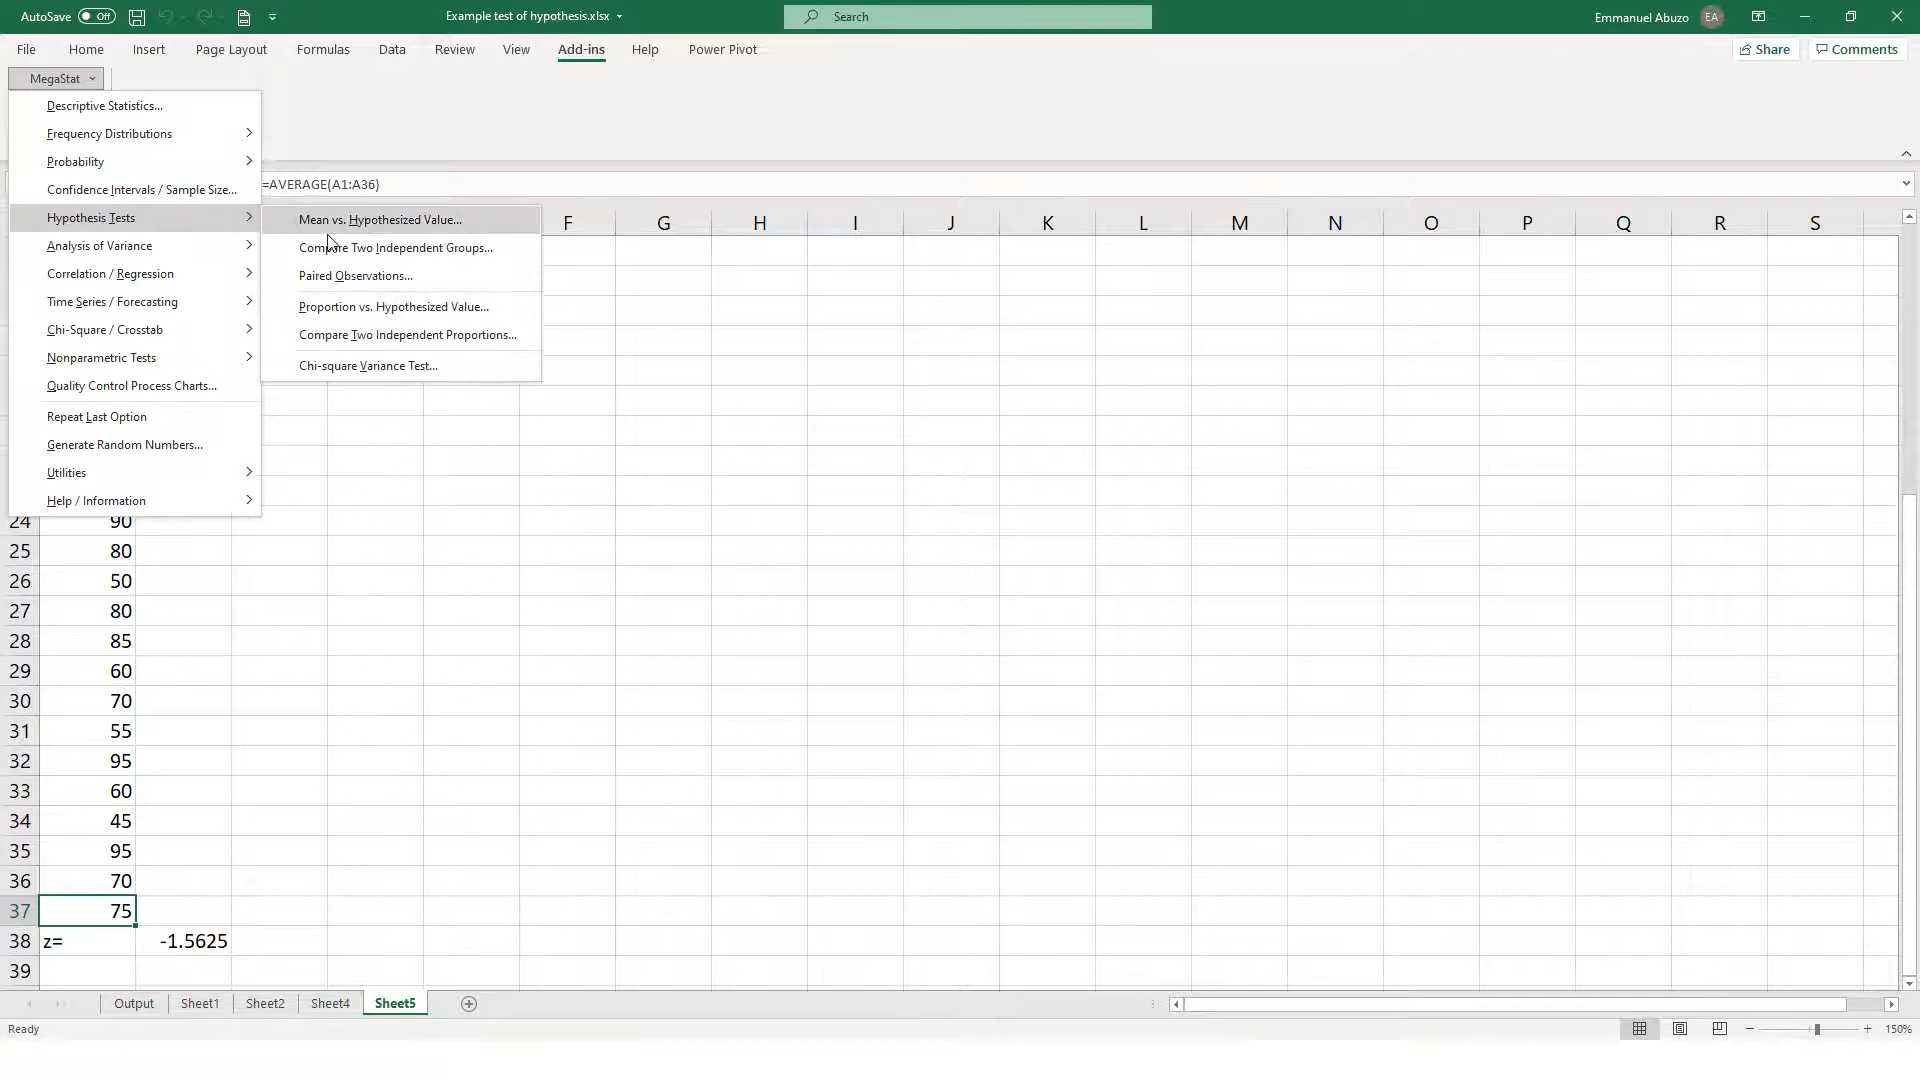 AutoSave Off
Example test of hypothesis.xlsx
Search
Emmanuel Abuzo EA
File Home Insert Page Layout Formulas Data Review View Add-ins Help Power Pivot
Share Comments
MegaStat
Descriptive Statistics...
Frequency Distributions
Probability
Confidence Intervals / Sample Size...
Hypothesis Tests
Analysis of Variance
Correlation / Regression
Time Series / Forecasting
Chi-Square / Crosstab
Nonparametric Tests
Quality Control Process Charts...
Repeat Last Option
Generate Random Numbers...
Utilities
Help / Information
=AVERAGE(A1:A36)
Mean vs. Hypothesized Value...
Compare Two Independent Groups...
Paired Observations...
Proportion vs. Hypothesized Value...
Compare Two Independent Proportions...
Chi-square Variance Test...
F G H I J K L M N O P Q R S
24 90
25 80
26 50
27 80
28 85
29 60
30 70
31 55
32 95
33 60
34 45
35 95
36 70
37 75
38 z= -1.5625
39
Output Sheet1 Sheet2 Sheet4 Sheet5
Ready
150%